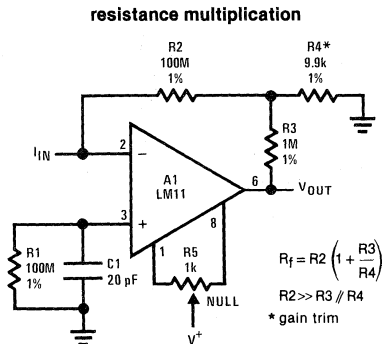 resistance multiplication
R2
100M
1%
R4*
9.9k
1%
R3
1M
1%
IIN
2
−
A1
LM11
6
VOUT
3
+
8
1
R1
100M
1%
C1
20 pF
R5
1k
NULL
V+
Rf = R2 (1 + R3/R4)
R2 >> R3 // R4
* gain trim